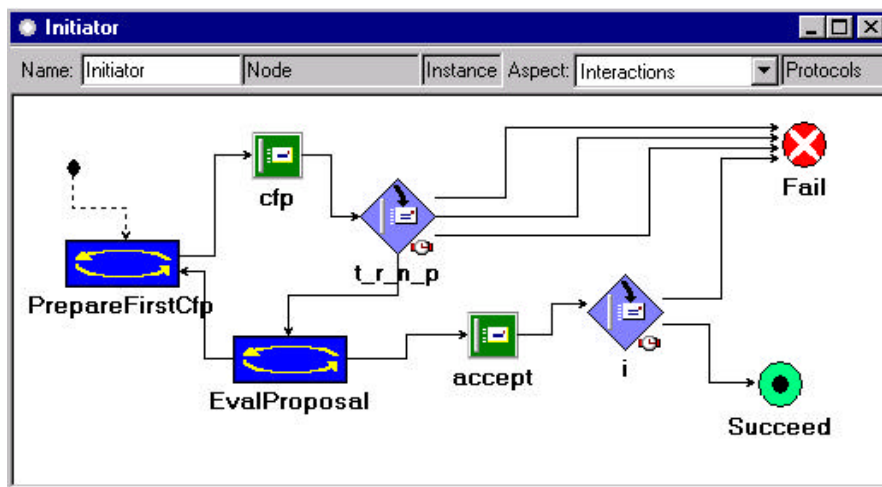 Initiator
Name: Initiator Node Instance Aspect: Interactions Protocols
cfp
Fail
t_r_n_p
PrepareFirstCfp
i
accept
EvalProposal
Succeed